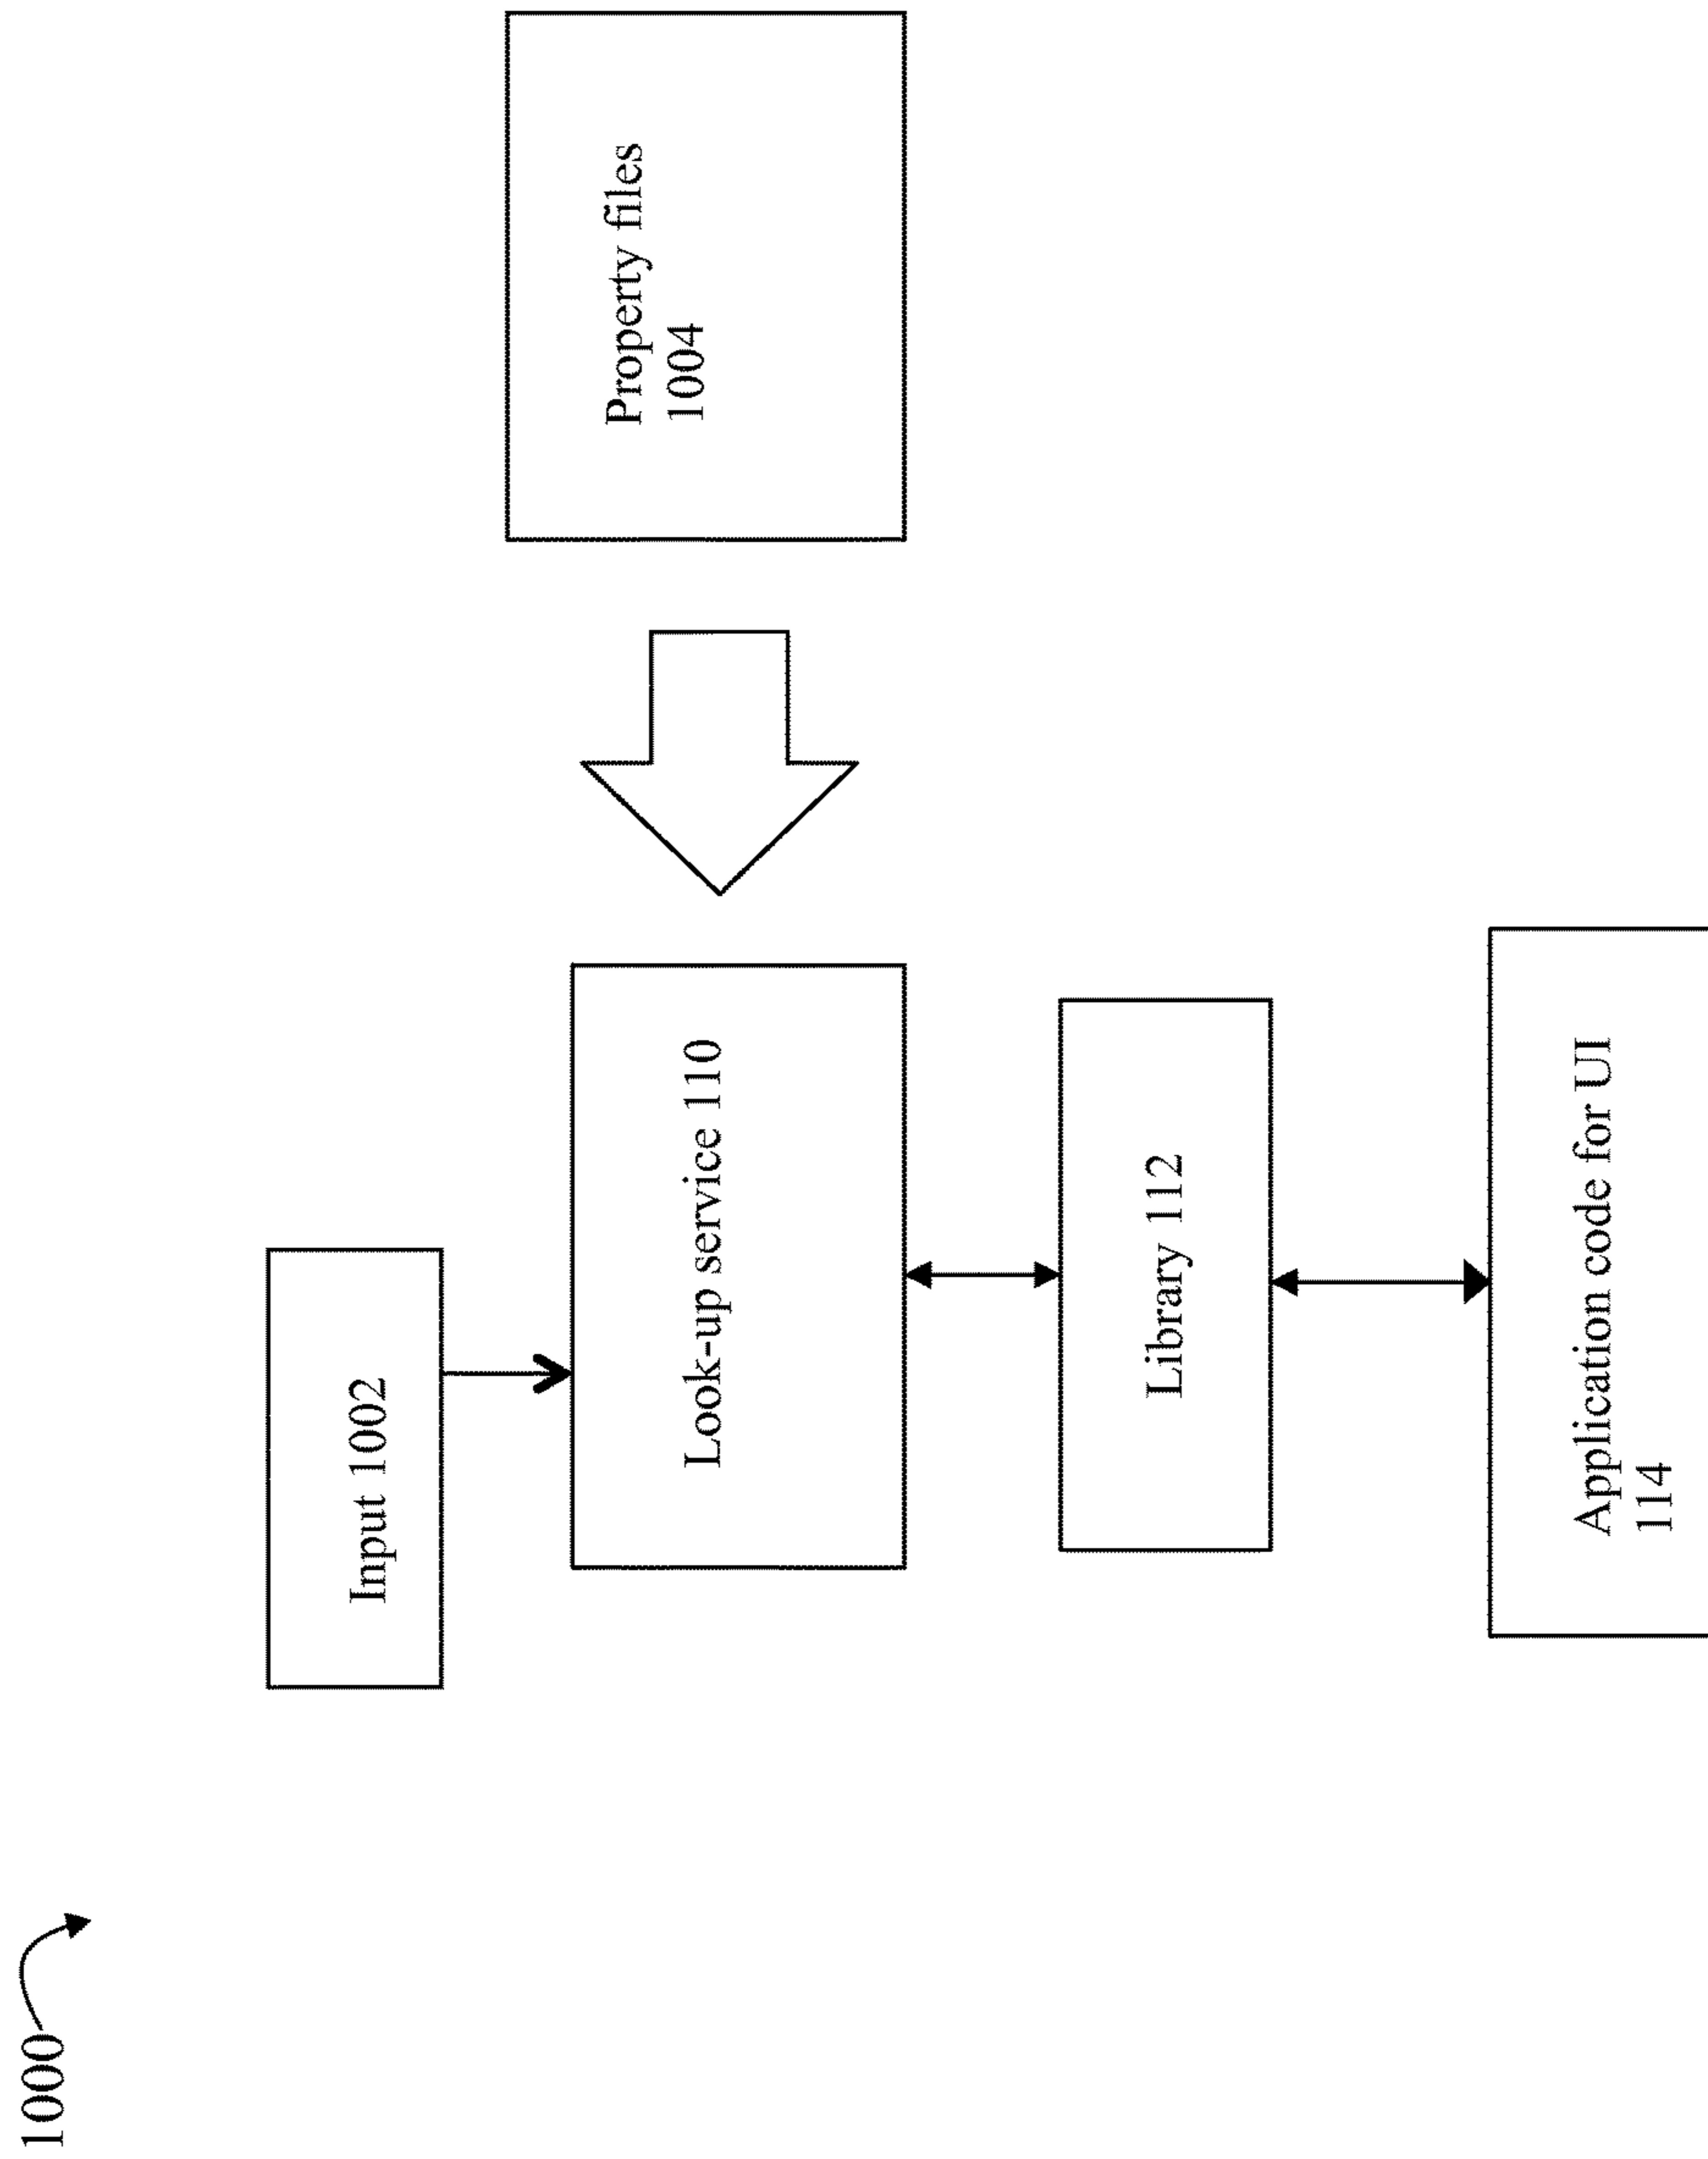 1000
Input 1002
Look-up service 110
Property files
1004
Library 112
Application code for UI
114